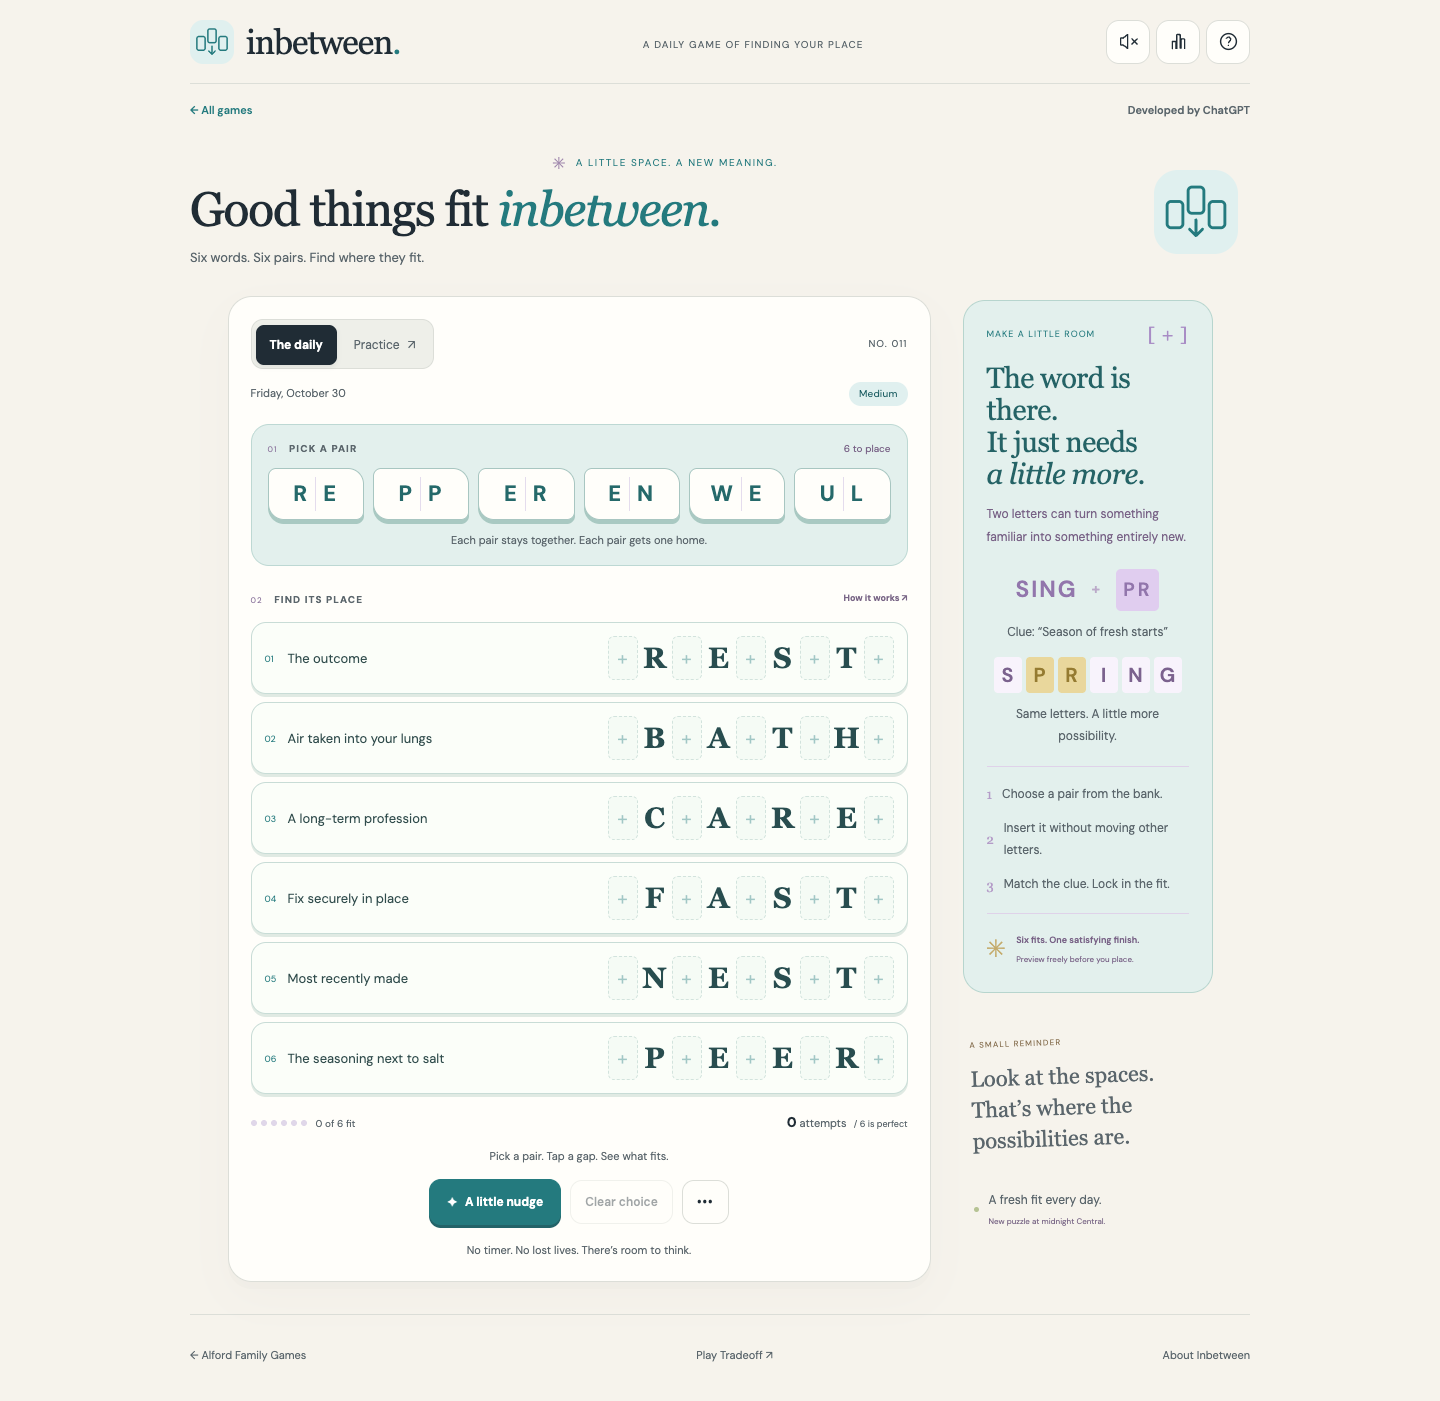 inbetween.
A DAILY GAME OF FINDING YOUR PLACE
← All games
Developed by ChatGPT
A LITTLE SPACE. A NEW MEANING.
Good things fit inbetween.
Six words. Six pairs. Find where they fit.
The daily
Practice ↗
NO. 011
Friday, October 30
Medium
01 PICK A PAIR
6 to place
R E P P E R E N W E U L
Each pair stays together. Each pair gets one home.
02 FIND ITS PLACE
How it works ↗
01 The outcome + R + E + S + T +
02 Air taken into your lungs + B + A + T + H +
03 A long-term profession + C + A + R + E +
04 Fix securely in place + F + A + S + T +
05 Most recently made + N + E + S + T +
06 The seasoning next to salt + P + E + E + R +
0 of 6 fit
0 attempts / 6 is perfect
Pick a pair. Tap a gap. See what fits.
✦ A little nudge
Clear choice
•••
No timer. No lost lives. There’s room to think.
MAKE A LITTLE ROOM
[ + ]
The word is
there.
It just needs
a little more.
Two letters can turn something
familiar into something entirely new.
SING + PR
Clue: “Season of fresh starts”
S P R I N G
Same letters. A little more
possibility.
1 Choose a pair from the bank.
2 Insert it without moving other
letters.
3 Match the clue. Lock in the fit.
Six fits. One satisfying finish.
Preview freely before you place.
A SMALL REMINDER
Look at the spaces.
That’s where the
possibilities are.
A fresh fit every day.
New puzzle at midnight Central.
← Alford Family Games
Play Tradeoff ↗
About Inbetween